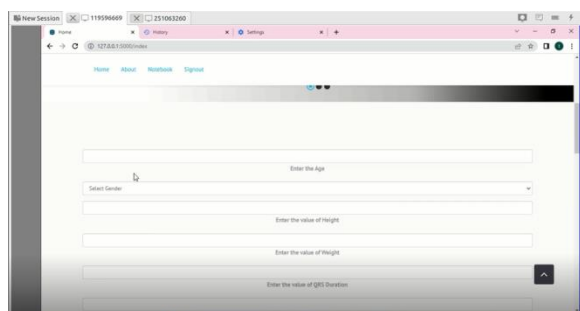 New Session 119596669 251063260
Home History Settings
127.0.0.1:5000/index
Home About Notebook Signout
Enter the Age
Select Gender
Enter the value of Height
Enter the value of Weight
Enter the value of QRS Duration